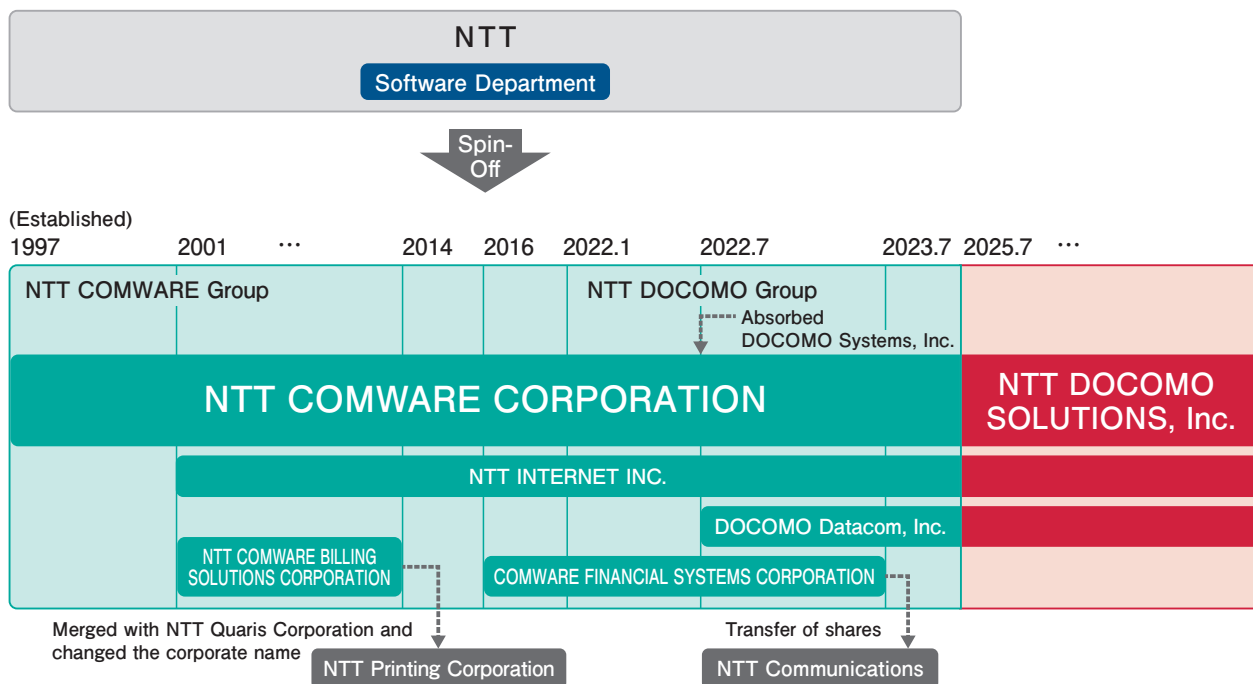 NTT
Software Department
Spin-
Off
(Established)
1997 2001 … 2014 2016 2022.1 2022.7 2023.7 2025.7 …
NTT COMWARE Group
NTT DOCOMO Group
Absorbed
DOCOMO Systems, Inc.
NTT COMWARE CORPORATION
NTT DOCOMO
SOLUTIONS, Inc.
NTT INTERNET INC.
DOCOMO Datacom, Inc.
NTT COMWARE BILLING
SOLUTIONS CORPORATION
COMWARE FINANCIAL SYSTEMS CORPORATION
Merged with NTT Quaris Corporation and
changed the corporate name
NTT Printing Corporation
Transfer of shares
NTT Communications